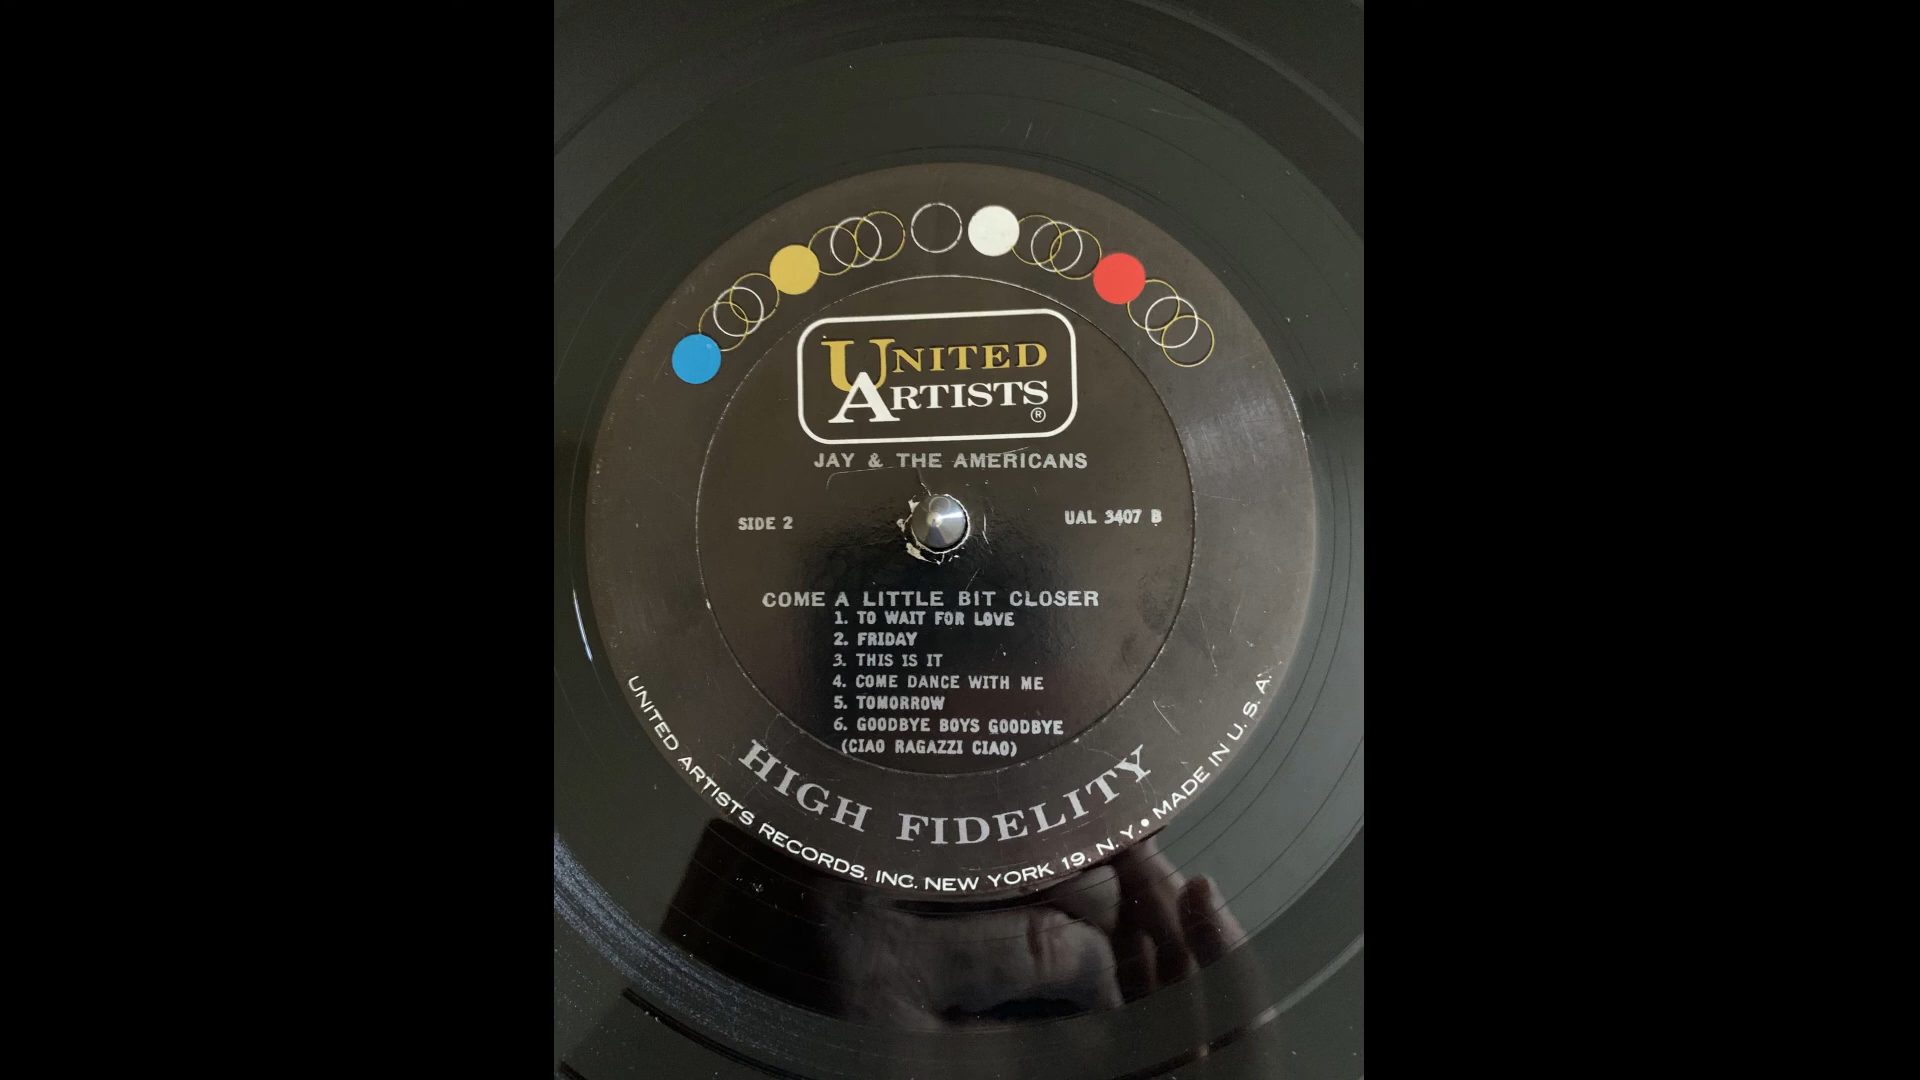 UNITED
ARTISTS
®
JAY & THE AMERICANS
SIDE 2
UAL 3407 B
COME A LITTLE BIT CLOSER
1. TO WAIT FOR LOVE
2. FRIDAY
3. THIS IS IT
4. COME DANCE WITH ME
5. TOMORROW
6. GOODBYE BOYS GOODBYE
(CIAO RAGAZZI CIAO)
HIGH FIDELITY
UNITED ARTISTS RECORDS, INC. NEW YORK 19, N. Y. • MADE IN U. S. A.